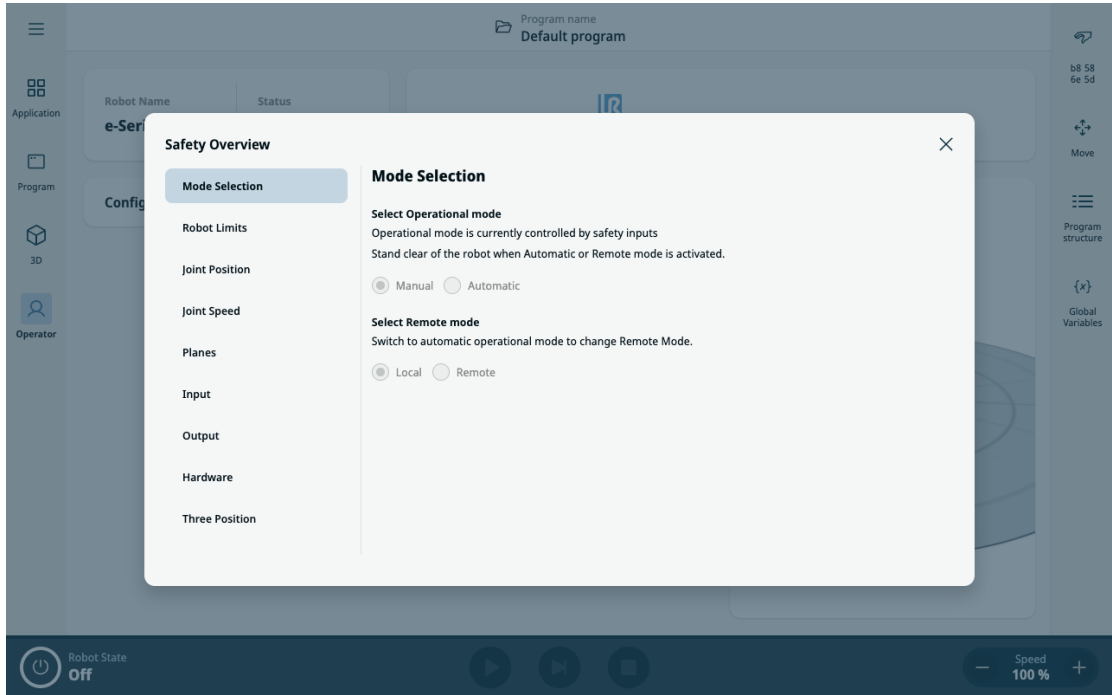 Program name
Default program
b8 58
6e 5d
Application
Robot Name
Status
e-Seri
Move
Safety Overview
Mode Selection
Mode Selection
Program
Config
Robot Limits
Select Operational mode
Operational mode is currently controlled by safety inputs
Stand clear of the robot when Automatic or Remote mode is activated.
Program
structure
3D
Joint Position
Manual
Automatic
Joint Speed
Global
Variables
Operator
Select Remote mode
Switch to automatic operational mode to change Remote Mode.
Planes
Local
Remote
Input
Output
Hardware
Three Position
Robot State
Off
Speed
100 %